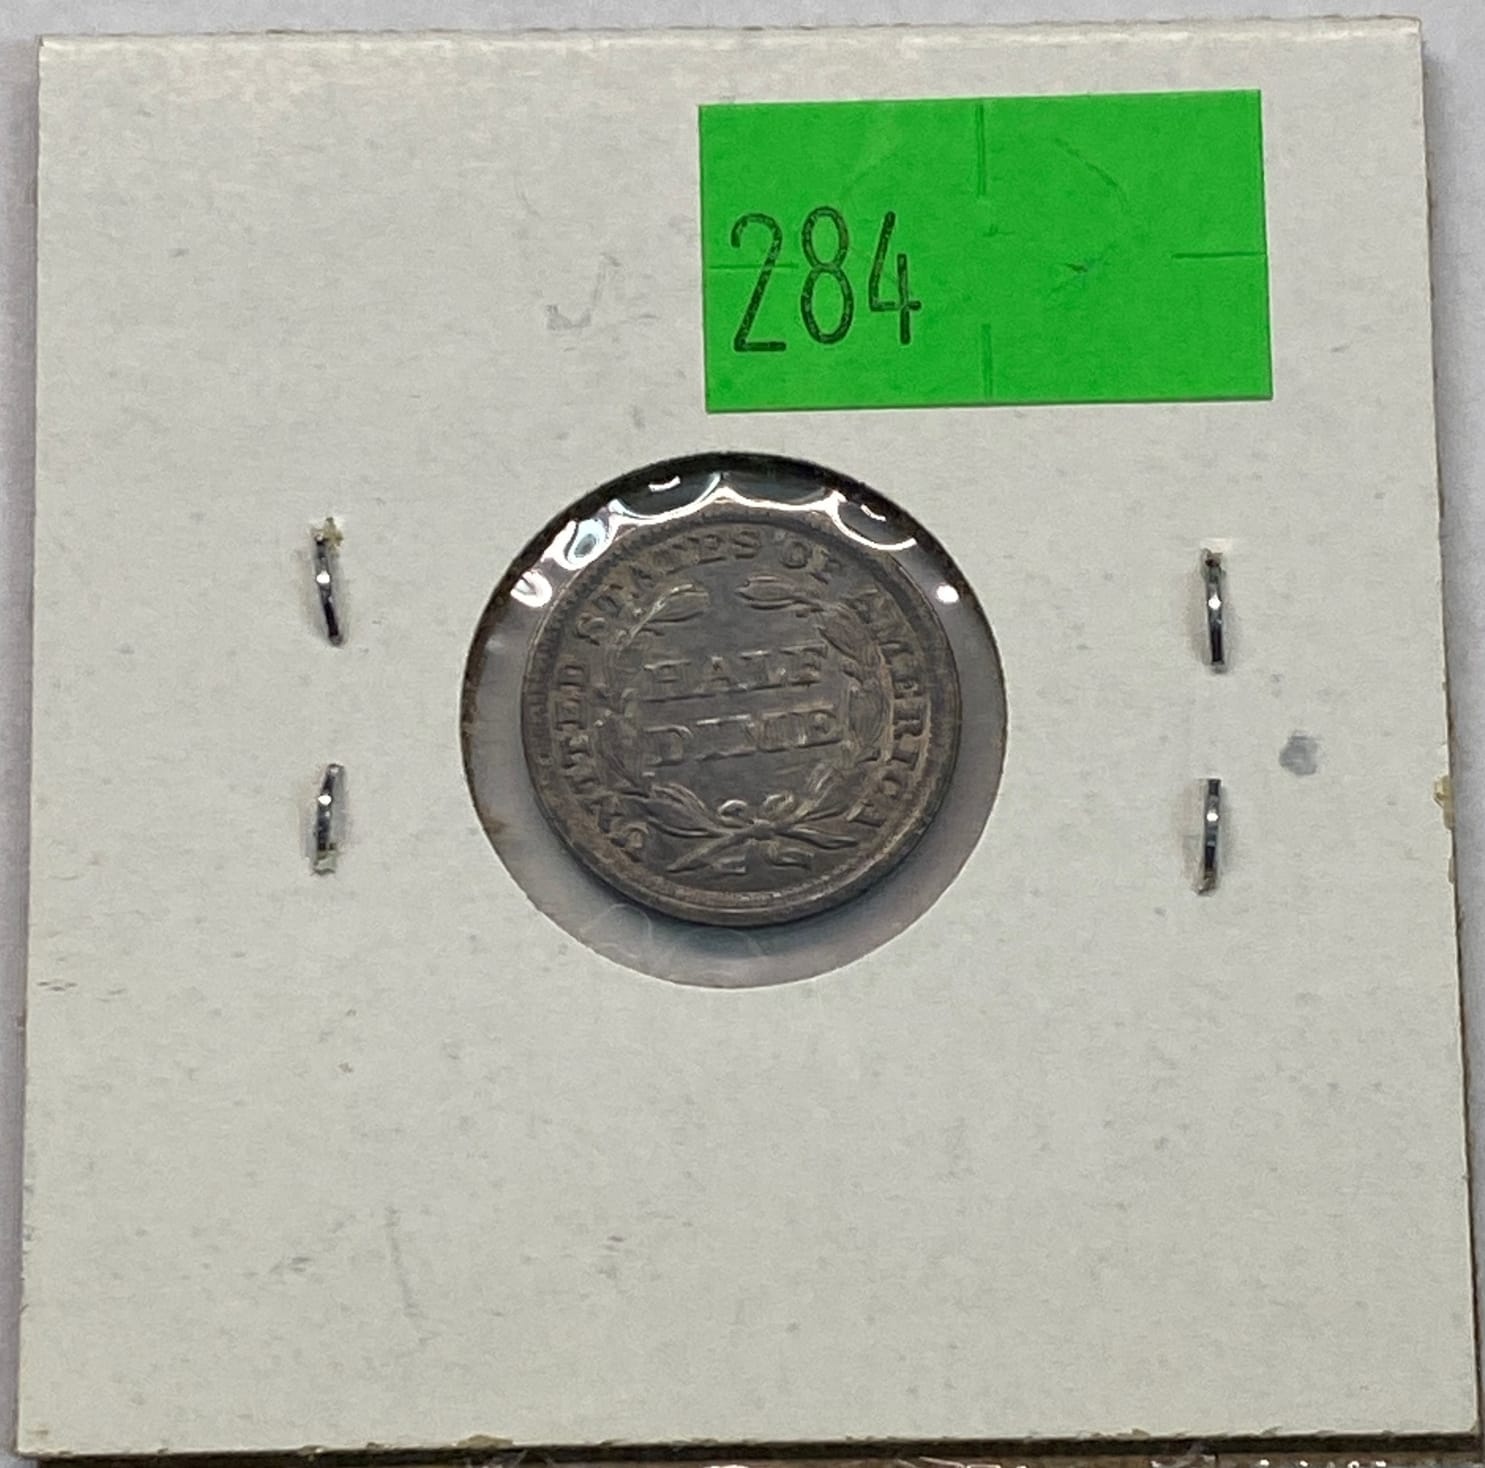 284
UNITED STATES OF AMERICA
HALF
DIME